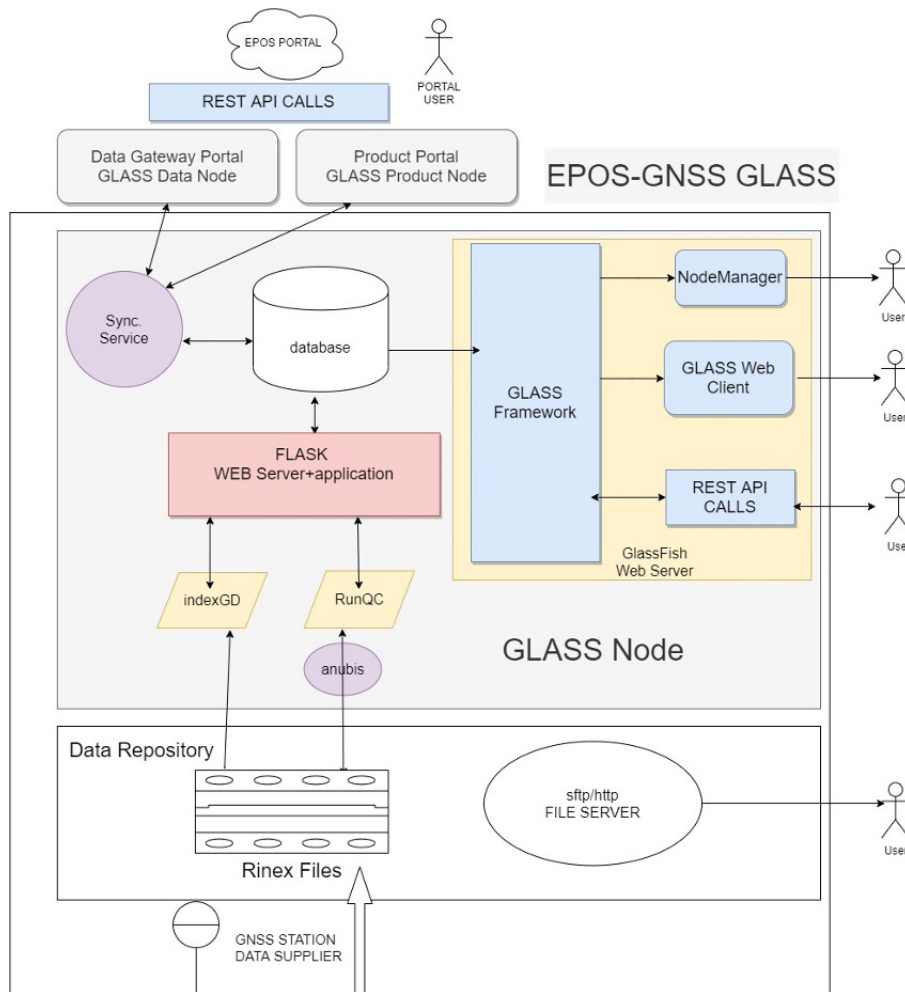 EPOS PORTAL
PORTAL
USER
REST API CALLS
Data Gateway Portal
GLASS Data Node
Product Portal
GLASS Product Node
EPOS-GNSS GLASS
Sync.
Service
database
GLASS
Framework
NodeManager
User
GLASS Web
Client
User
REST API
CALLS
User
GlassFish
Web Server
FLASK
WEB Server+application
indexGD
RunQC
anubis
GLASS Node
Data Repository
Rinex Files
sftp/http
FILE SERVER
User
GNSS STATION
DATA SUPPLIER